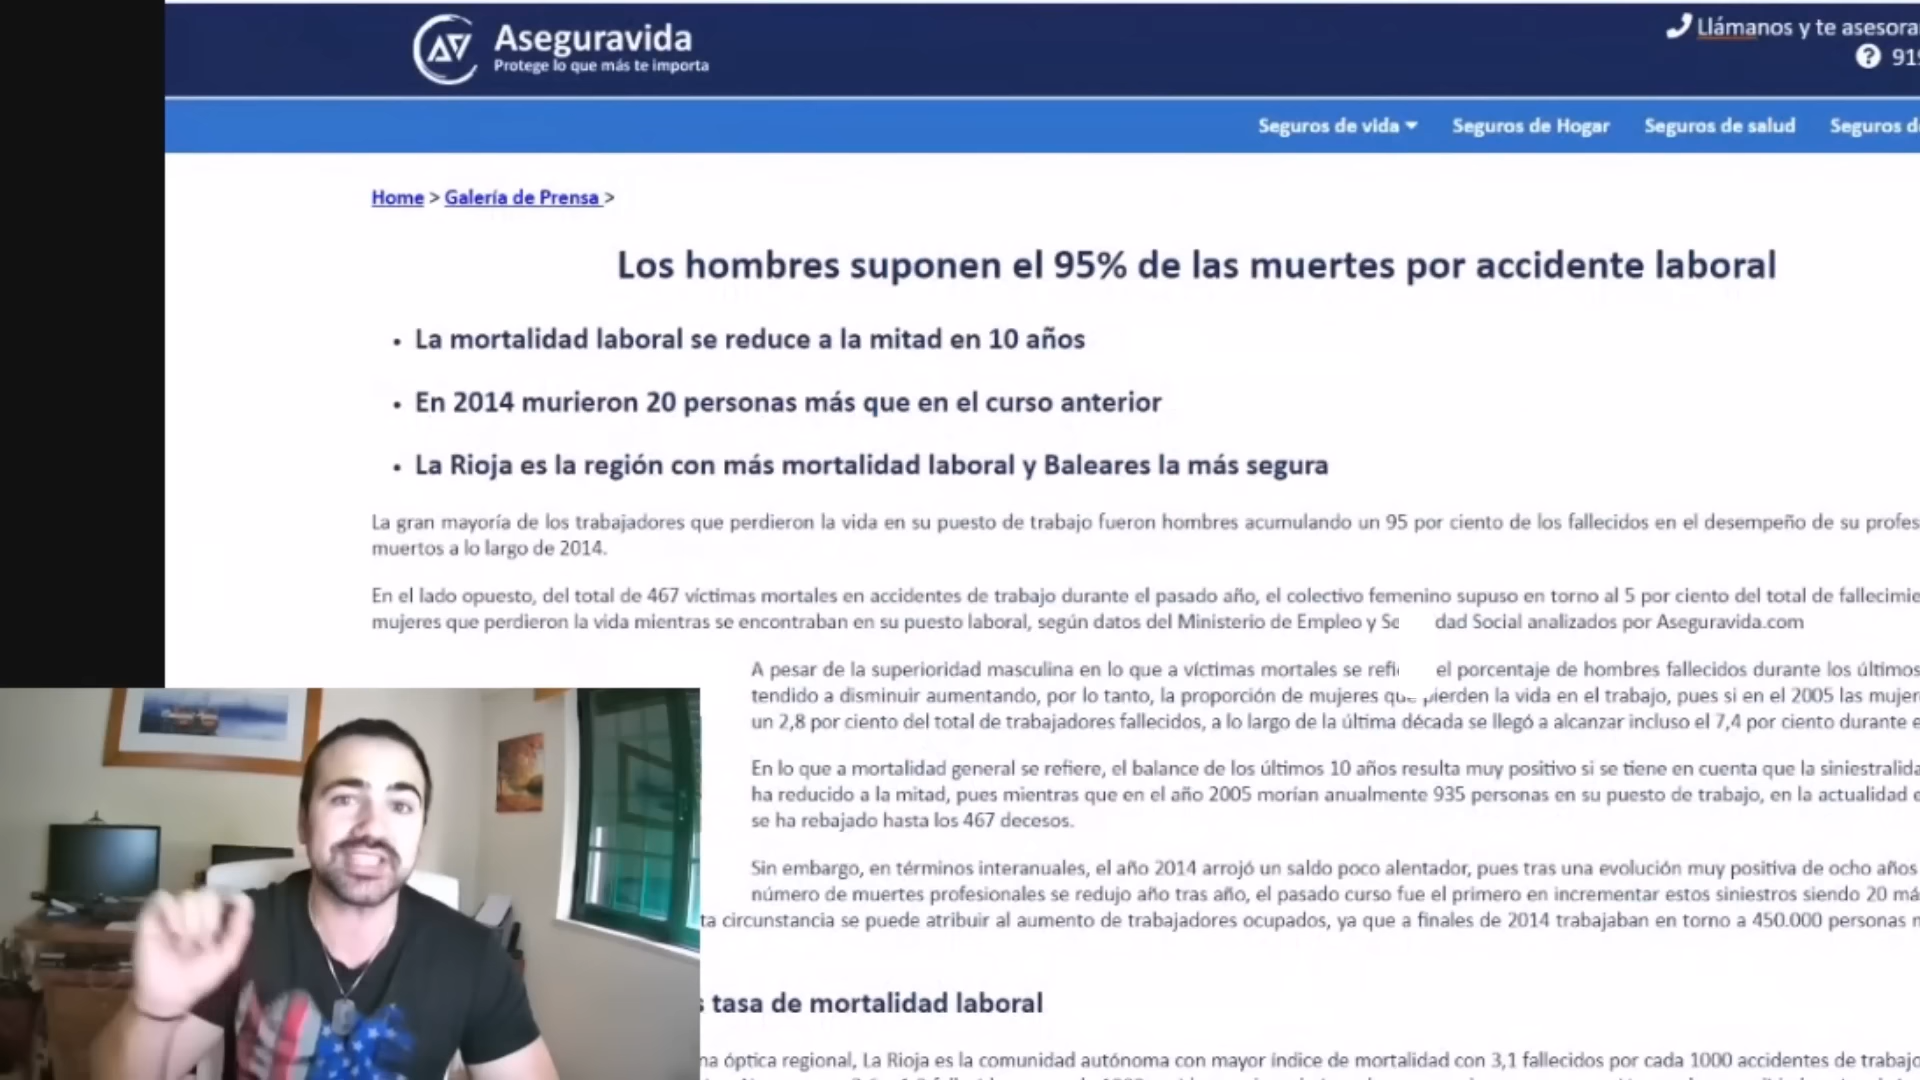 Aseguravida
Protege lo que más te importa
Llámanos y te
Seguros de vida
Seguros de Hogar
Seguros de salud
Seguros
Home > Galería de Prensa >
Los hombres suponen el 95% de las muertes por accidente laboral
• La mortalidad laboral se reduce a la mitad en 10 años
• En 2014 murieron 20 personas más que en el curso anterior
• La Rioja es la región con más mortalidad laboral y Baleares la más segura
La gran mayoría de los trabajadores que perdieron la vida en su puesto de trabajo fueron hombres acumulando un 95 por ciento de los fallecidos en el desempeño de su
muertos a lo largo de 2014.
En el lado opuesto, del total de 467 víctimas mortales en accidentes de trabajo durante el pasado año, el colectivo femenino supuso en torno al 5 por ciento del total de
mujeres que perdieron la vida mientras se encontraban en su puesto laboral, según datos del Ministerio de Empleo y Se dad Social analizados por Aseguravida.com
A pesar de la superioridad masculina en lo que a víctimas mortales se refi el porcentaje de hombres fallecidos durante los últimos
tendido a disminuir aumentando, por lo tanto, la proporción de mujeres que pierden la vida en el trabajo, pues si en el 2005 las
un 2,8 por ciento del total de trabajadores fallecidos, a lo largo de la última década se llegó a alcanzar incluso el 7,4 por ciento durante
En lo que a mortalidad general se refiere, el balance de los últimos 10 años resulta muy positivo si se tiene en cuenta que la
ha reducido a la mitad, pues mientras que en el año 2005 morían anualmente 935 personas en su puesto de trabajo, en la actualidad
se ha rebajado hasta los 467 decesos.
Sin embargo, en términos interanuales, el año 2014 arrojó un saldo poco alentador, pues tras una evolución muy positiva de ocho años
número de muertes profesionales se redujo año tras año, el pasado curso fue el primero en incrementar estos siniestros siendo 20
ta circunstancia se puede atribuir al aumento de trabajadores ocupados, ya que a finales de 2014 trabajaban en torno a 450.000 personas
tasa de mortalidad laboral
na óptica regional, La Rioja es la comunidad autónoma con mayor índice de mortalidad con 3,1 fallecidos por cada 1000 accidentes de